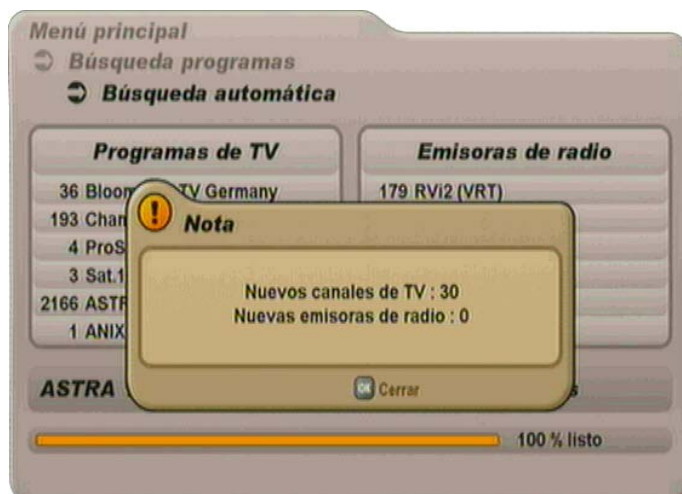 Menú principal
Búsqueda programas
Búsqueda automática
Programas de TV
36 Bloom TV Germany
193 Chan
4 ProS
3 Sat.1
2166 ASTR
1 ANIX
Emisoras de radio
179 RVi2 (VRT)
Nota
Nuevos canales de TV : 30
Nuevas emisoras de radio : 0
OK Cerrar
ASTRA
s
100 % listo